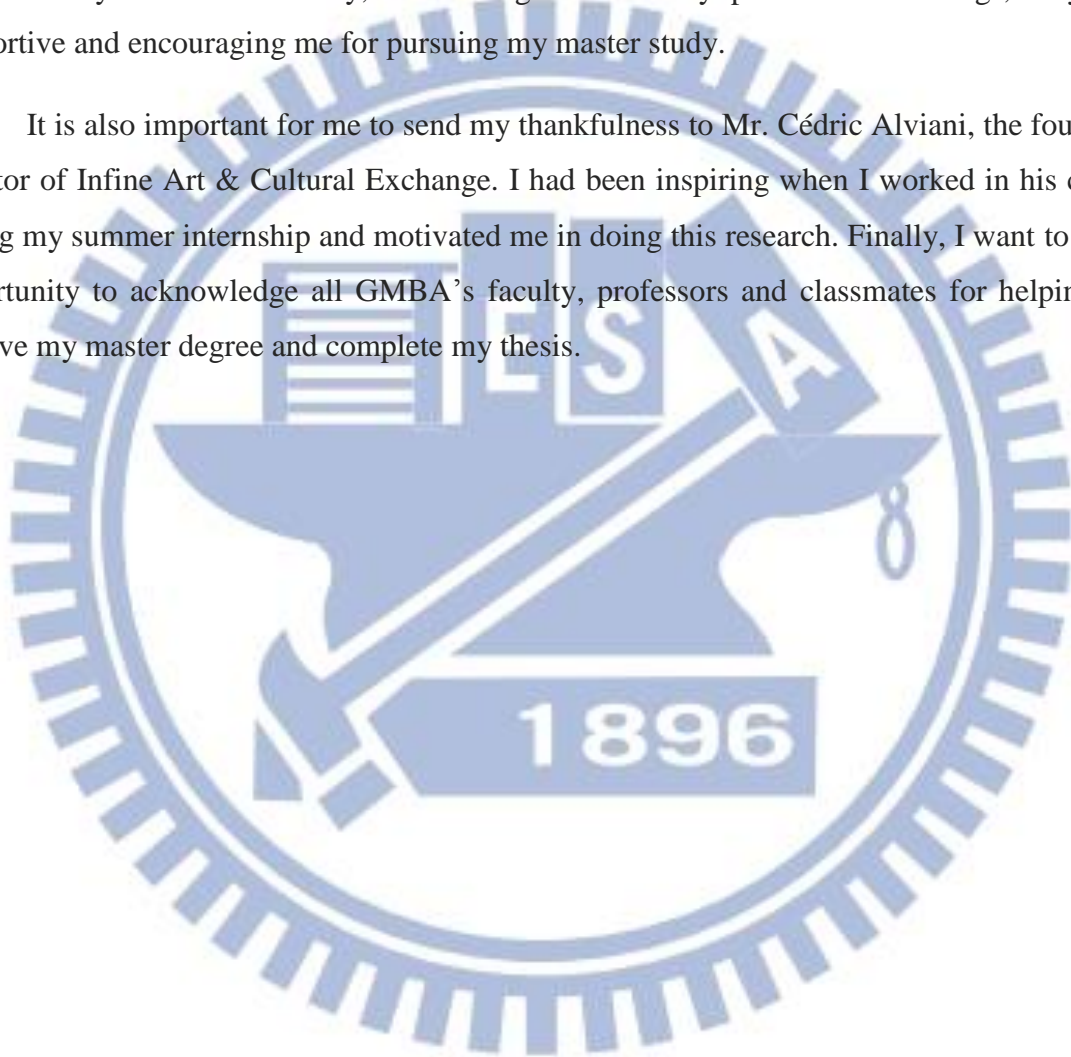 ortive and encouraging me for pursuing my master study.
It is also important for me to send my thankfulness to Mr. Cédric Alviani, the fou
tor of Infine Art & Cultural Exchange. I had been inspiring when I worked in his c
g my summer internship and motivated me in doing this research. Finally, I want to
rtunity to acknowledge all GMBA’s faculty, professors and classmates for helpin
ve my master degree and complete my thesis.
E S A
1896